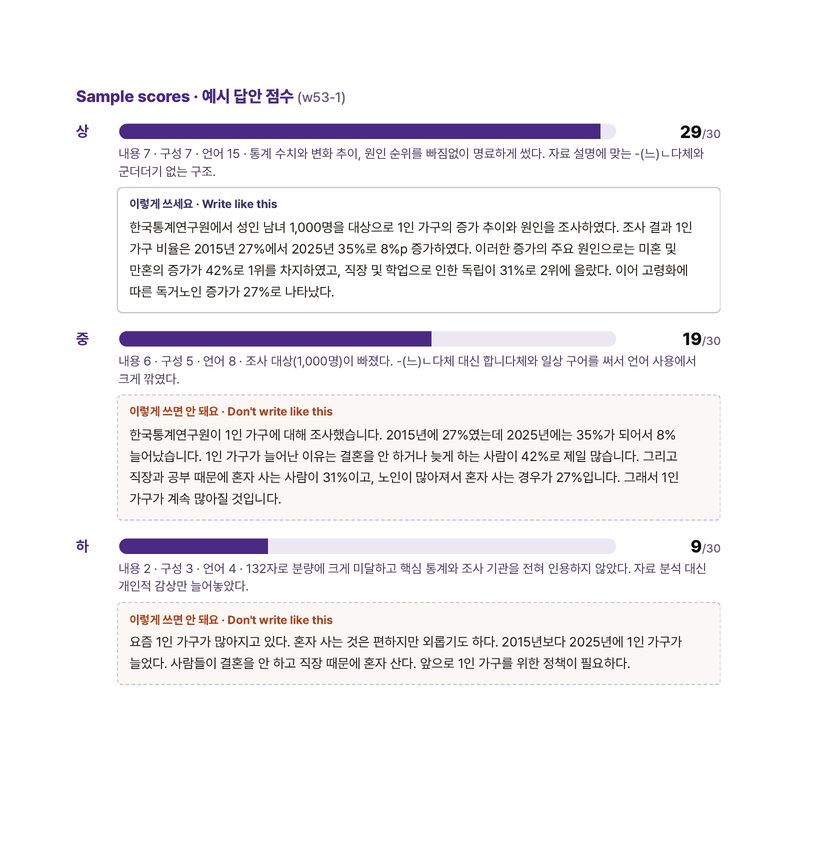 Sample scores · 예시 답안 점수 (w53-1)
상
29/30
내용 7 · 구성 7 · 언어 15 · 통계 수치와 변화 추이, 원인 순위를 빠짐없이 명료하게 썼다. 자료 설명에 맞는 -(느)ㄴ다체와
군더더기 없는 구조.
이렇게 쓰세요 · Write like this
한국통계연구원에서 성인 남녀 1,000명을 대상으로 1인 가구의 증가 추이와 원인을 조사하였다. 조사 결과 1인
가구 비율은 2015년 27%에서 2025년 35%로 8%p 증가하였다. 이러한 증가의 주요 원인으로는 미혼 및
만혼의 증가가 42%로 1위를 차지하였고, 직장 및 학업으로 인한 독립이 31%로 2위에 올랐다. 이어 고령화에
따른 독거노인 증가가 27%로 나타났다.
중
19/30
내용 6 · 구성 5 · 언어 8 · 조사 대상(1,000명)이 빠졌다. -(느)ㄴ다체 대신 합니다체와 일상 구어를 써서 언어 사용에서
크게 깎였다.
이렇게 쓰면 안 돼요 · Don't write like this
한국통계연구원이 1인 가구에 대해 조사했습니다. 2015년에 27%였는데 2025년에는 35%가 되어서 8%
늘어났습니다. 1인 가구가 늘어난 이유는 결혼을 안 하거나 늦게 하는 사람이 42%로 제일 많습니다. 그리고
직장과 공부 때문에 혼자 사는 사람이 31%이고, 노인이 많아져서 혼자 사는 경우가 27%입니다. 그래서 1인
가구가 계속 많아질 것입니다.
하
9/30
내용 2 · 구성 3 · 언어 4 · 132자로 분량에 크게 미달하고 핵심 통계와 조사 기관을 전혀 인용하지 않았다. 자료 분석 대신
개인적 감상만 늘어놓았다.
이렇게 쓰면 안 돼요 · Don't write like this
요즘 1인 가구가 많아지고 있다. 혼자 사는 것은 편하지만 외롭기도 하다. 2015년보다 2025년에 1인 가구가
늘었다. 사람들이 결혼을 안 하고 직장 때문에 혼자 산다. 앞으로 1인 가구를 위한 정책이 필요하다.